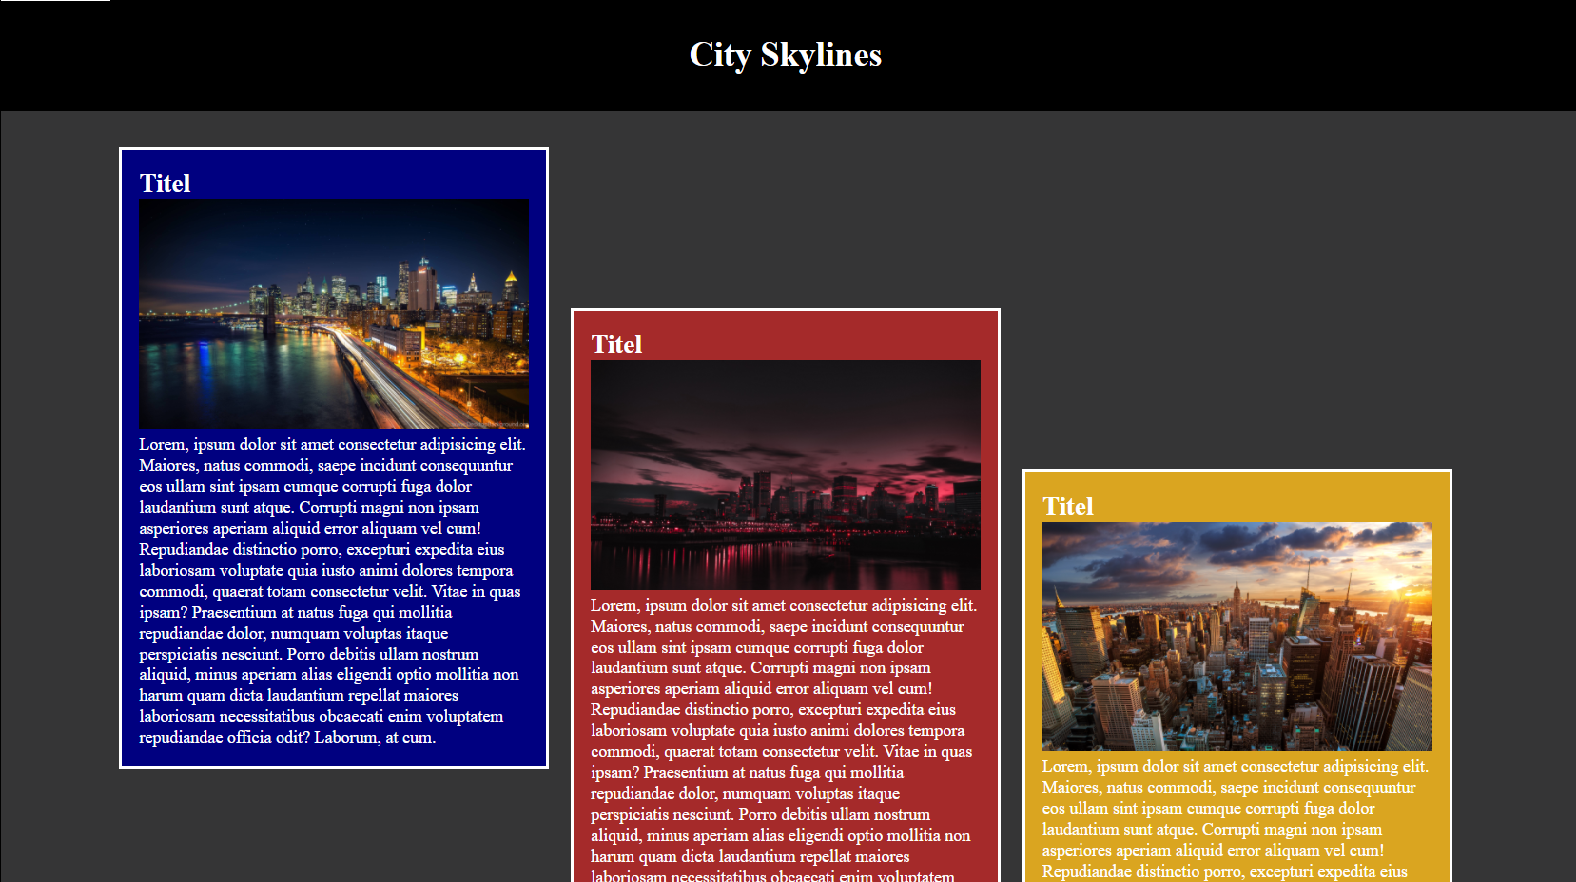 City Skylines
Titel
Lorem, ipsum dolor sit amet consectetur adipisicing elit.
Maiores, natus commodi, saepe incidunt consequuntur
eos ullam sint ipsam cumque corrupti fuga dolor
laudantium sunt atque. Corrupti magni non ipsam
asperiores aperiam aliquid error aliquam vel cum!
Repudiandae distinctio porro, excepturi expedita eius
laboriosam voluptate quia iusto animi dolores tempora
commodi, quaerat totam consectetur velit. Vitae in quas
ipsam? Praesentium at natus fuga qui mollitia
repudiandae dolor, numquam voluptas itaque
perspiciatis nesciunt. Porro debitis ullam nostrum
aliquid, minus aperiam alias eligendi optio mollitia non
harum quam dicta laudantium repellat maiores
laboriosam necessitatibus obcaecati enim voluptatem
repudiandae officia odit? Laborum, at cum.
Titel
Lorem, ipsum dolor sit amet consectetur adipisicing elit.
Maiores, natus commodi, saepe incidunt consequuntur
eos ullam sint ipsam cumque corrupti fuga dolor
laudantium sunt atque. Corrupti magni non ipsam
asperiores aperiam aliquid error aliquam vel cum!
Repudiandae distinctio porro, excepturi expedita eius
laboriosam voluptate quia iusto animi dolores tempora
commodi, quaerat totam consectetur velit. Vitae in quas
ipsam? Praesentium at natus fuga qui mollitia
repudiandae dolor, numquam voluptas itaque
perspiciatis nesciunt. Porro debitis ullam nostrum
aliquid, minus aperiam alias eligendi optio mollitia non
harum quam dicta laudantium repellat maiores
laboriosam necessitatibus obcaecati enim voluptatem
Titel
Lorem, ipsum dolor sit amet consectetur adipisicing elit.
Maiores, natus commodi, saepe incidunt consequuntur
eos ullam sint ipsam cumque corrupti fuga dolor
laudantium sunt atque. Corrupti magni non ipsam
asperiores aperiam aliquid error aliquam vel cum!
Repudiandae distinctio porro, excepturi expedita eius